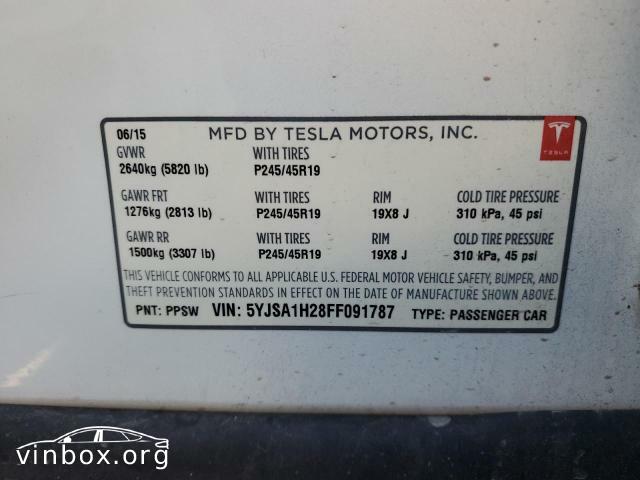 06/15 MFD BY TESLA MOTORS, INC. TESLA
GVWR WITH TIRES
2640kg (5820 lb) P245/45R19
GAWR FRT WITH TIRES RIM COLD TIRE PRESSURE
1276kg (2813 lb) P245/45R19 19X8 J 310 kPa, 45 psi
GAWR RR WITH TIRES RIM COLD TIRE PRESSURE
1500kg (3307 lb) P245/45R19 19X8 J 310 kPa, 45 psi
THIS VEHICLE CONFORMS TO ALL APPLICABLE U.S. FEDERAL MOTOR VEHICLE SAFETY, BUMPER, AND
THEFT PREVENTION STANDARDS IN EFFECT ON THE DATE OF MANUFACTURE SHOWN ABOVE.
PNT: PPSW VIN: 5YJSA1H28FF091787 TYPE: PASSENGER CAR
vinbox.org